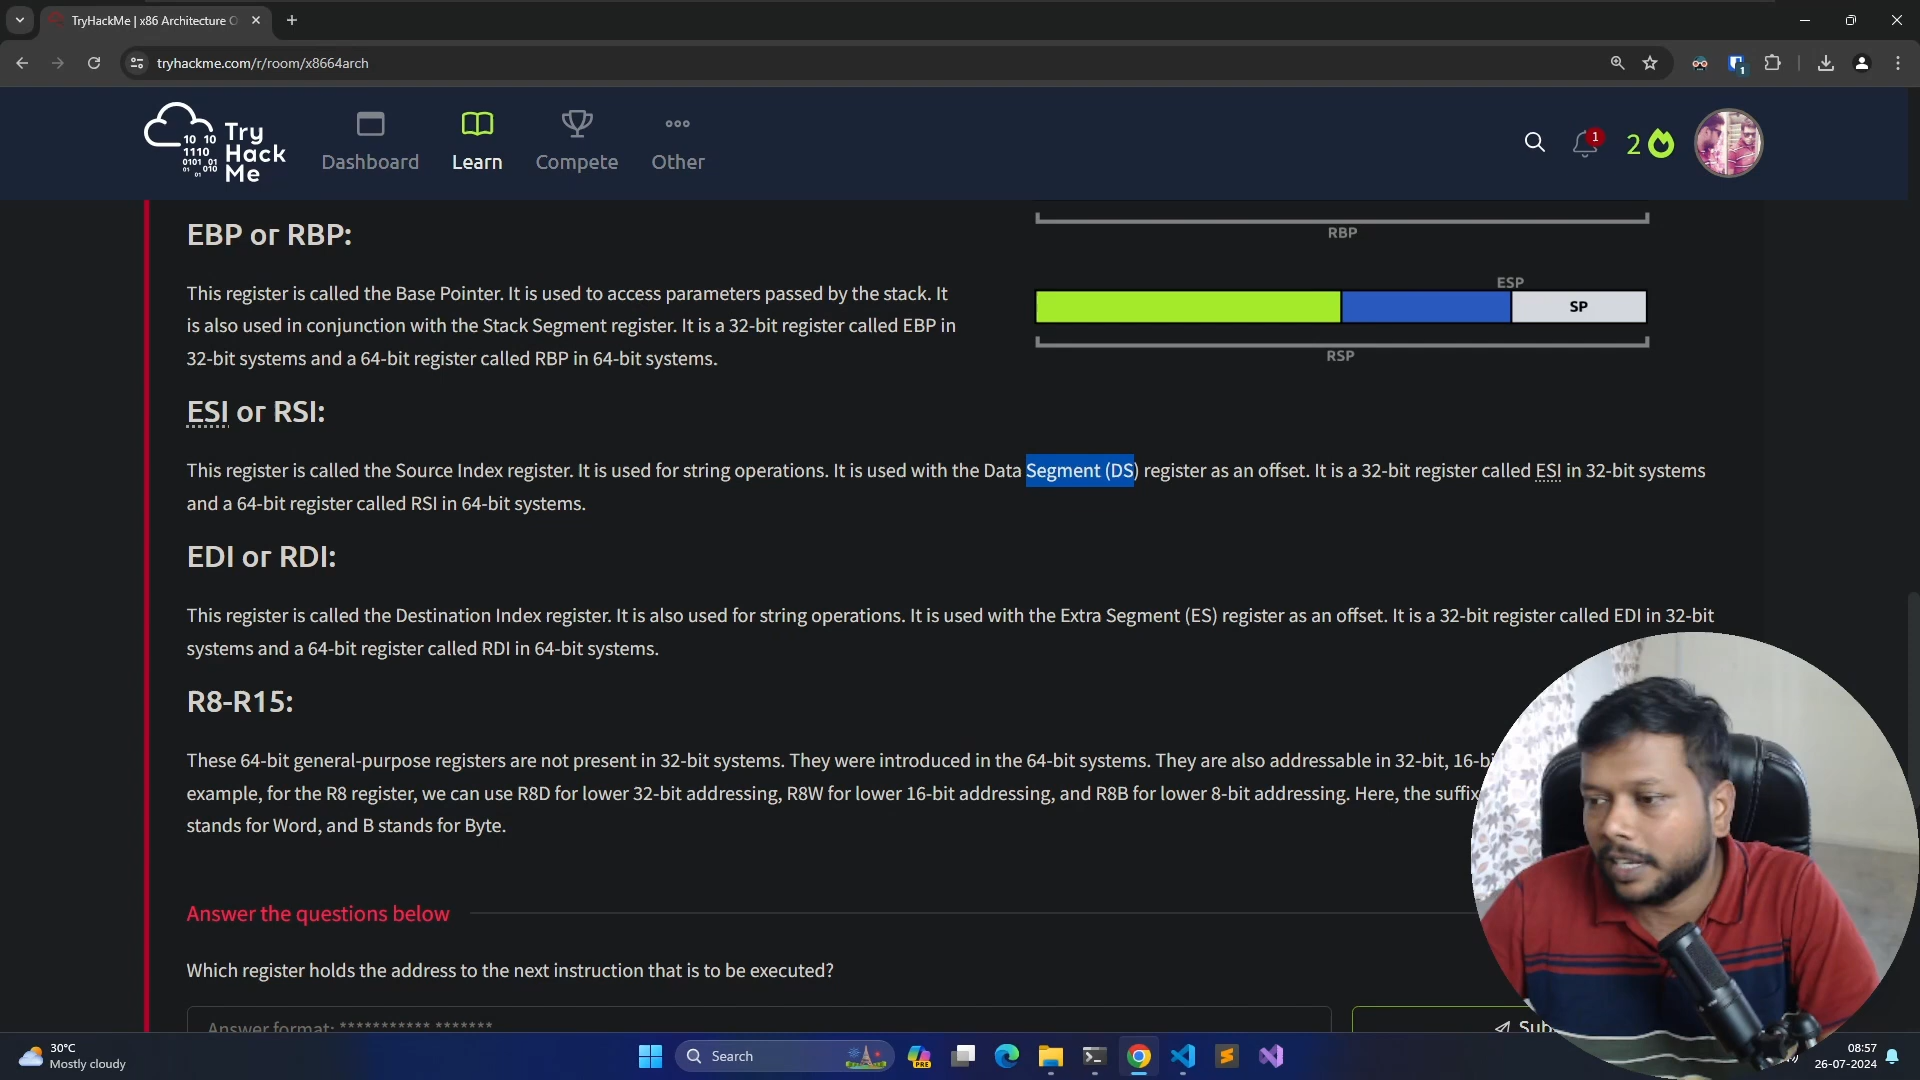 TryHackMe | x86 Architecture O
tryhackme.com/r/room/x8664arch
1
10 10
1110
0101 01
01 010
01
Try
Hack
Me
Dashboard
Learn
Compete
Other
1
2
EBP or RBP:
RBP
This register is called the Base Pointer. It is used to access parameters passed by the stack. It
is also used in conjunction with the Stack Segment register. It is a 32-bit register called EBP in
32-bit systems and a 64-bit register called RBP in 64-bit systems.
ESP
SP
RSP
ESI or RSI:
This register is called the Source Index register. It is used for string operations. It is used with the Data Segment (DS) register as an offset. It is a 32-bit register called ESI in 32-bit systems
and a 64-bit register called RSI in 64-bit systems.
EDI or RDI:
This register is called the Destination Index register. It is also used for string operations. It is used with the Extra Segment (ES) register as an offset. It is a 32-bit register called EDI in 32-bit
systems and a 64-bit register called RDI in 64-bit systems.
R8-R15:
These 64-bit general-purpose registers are not present in 32-bit systems. They were introduced in the 64-bit systems. They are also addressable in 32-bit, 16-bi
example, for the R8 register, we can use R8D for lower 32-bit addressing, R8W for lower 16-bit addressing, and R8B for lower 8-bit addressing. Here, the suffix
stands for Word, and B stands for Byte.
Answer the questions below
Which register holds the address to the next instruction that is to be executed?
Answer format: *********** *******
Sub
30°C
Mostly cloudy
Search
PRE
08:57
26-07-2024